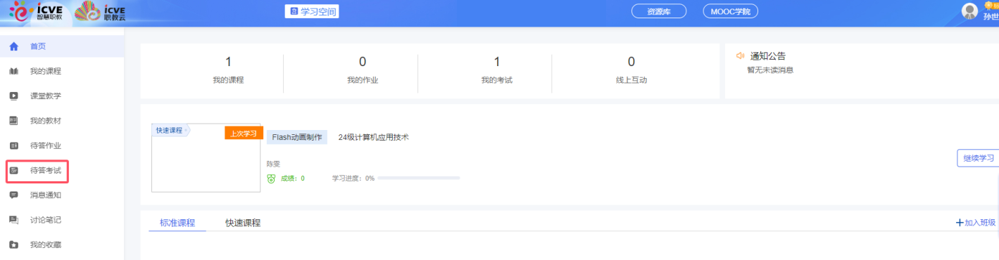 iCVE 智慧职教
iCVE 职教云
学习空间
资源库
MOOC学院
孙世
首页
我的课程
课堂教学
我的教材
待答作业
待答考试
消息通知
讨论笔记
我的收藏
1
我的课程
0
我的作业
1
我的考试
0
线上互动
通知公告
暂无未读消息
快速课程
上次学习
Flash动画制作
24级计算机应用技术
陈雯
成绩：0
学习进度：0%
继续学习
标准课程
快速课程
加入班级